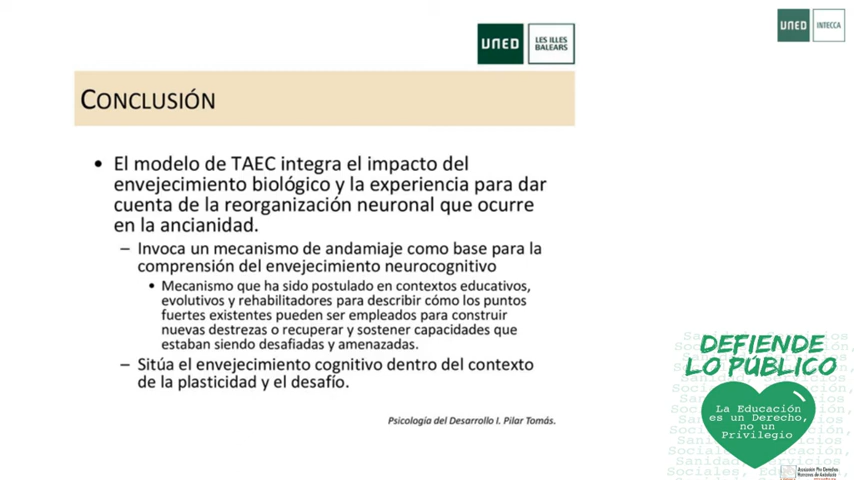 UNED
LES ILLES
BALEARS
UNED
INTECCA
CONCLUSIÓN
• El modelo de TAEC integra el impacto del
envejecimiento biológico y la experiencia para dar
cuenta de la reorganización neuronal que ocurre
en la ancianidad.
– Invoca un mecanismo de andamiaje como base para la
comprensión del envejecimiento neurocognitivo
• Mecanismo que ha sido postulado en contextos educativos,
evolutivos y rehabilitadores para describir cómo los puntos
fuertes existentes pueden ser empleados para construir
nuevas destrezas o recuperar y sostener capacidades que
estaban siendo desafiadas y amenazadas.
– Sitúa el envejecimiento cognitivo dentro del contexto
de la plasticidad y el desafío.
Psicología del Desarrollo I. Pilar Tomás.
DEFIENDE
LO PÚBLICO
La Educación
es un Derecho,
no un
Privilegio